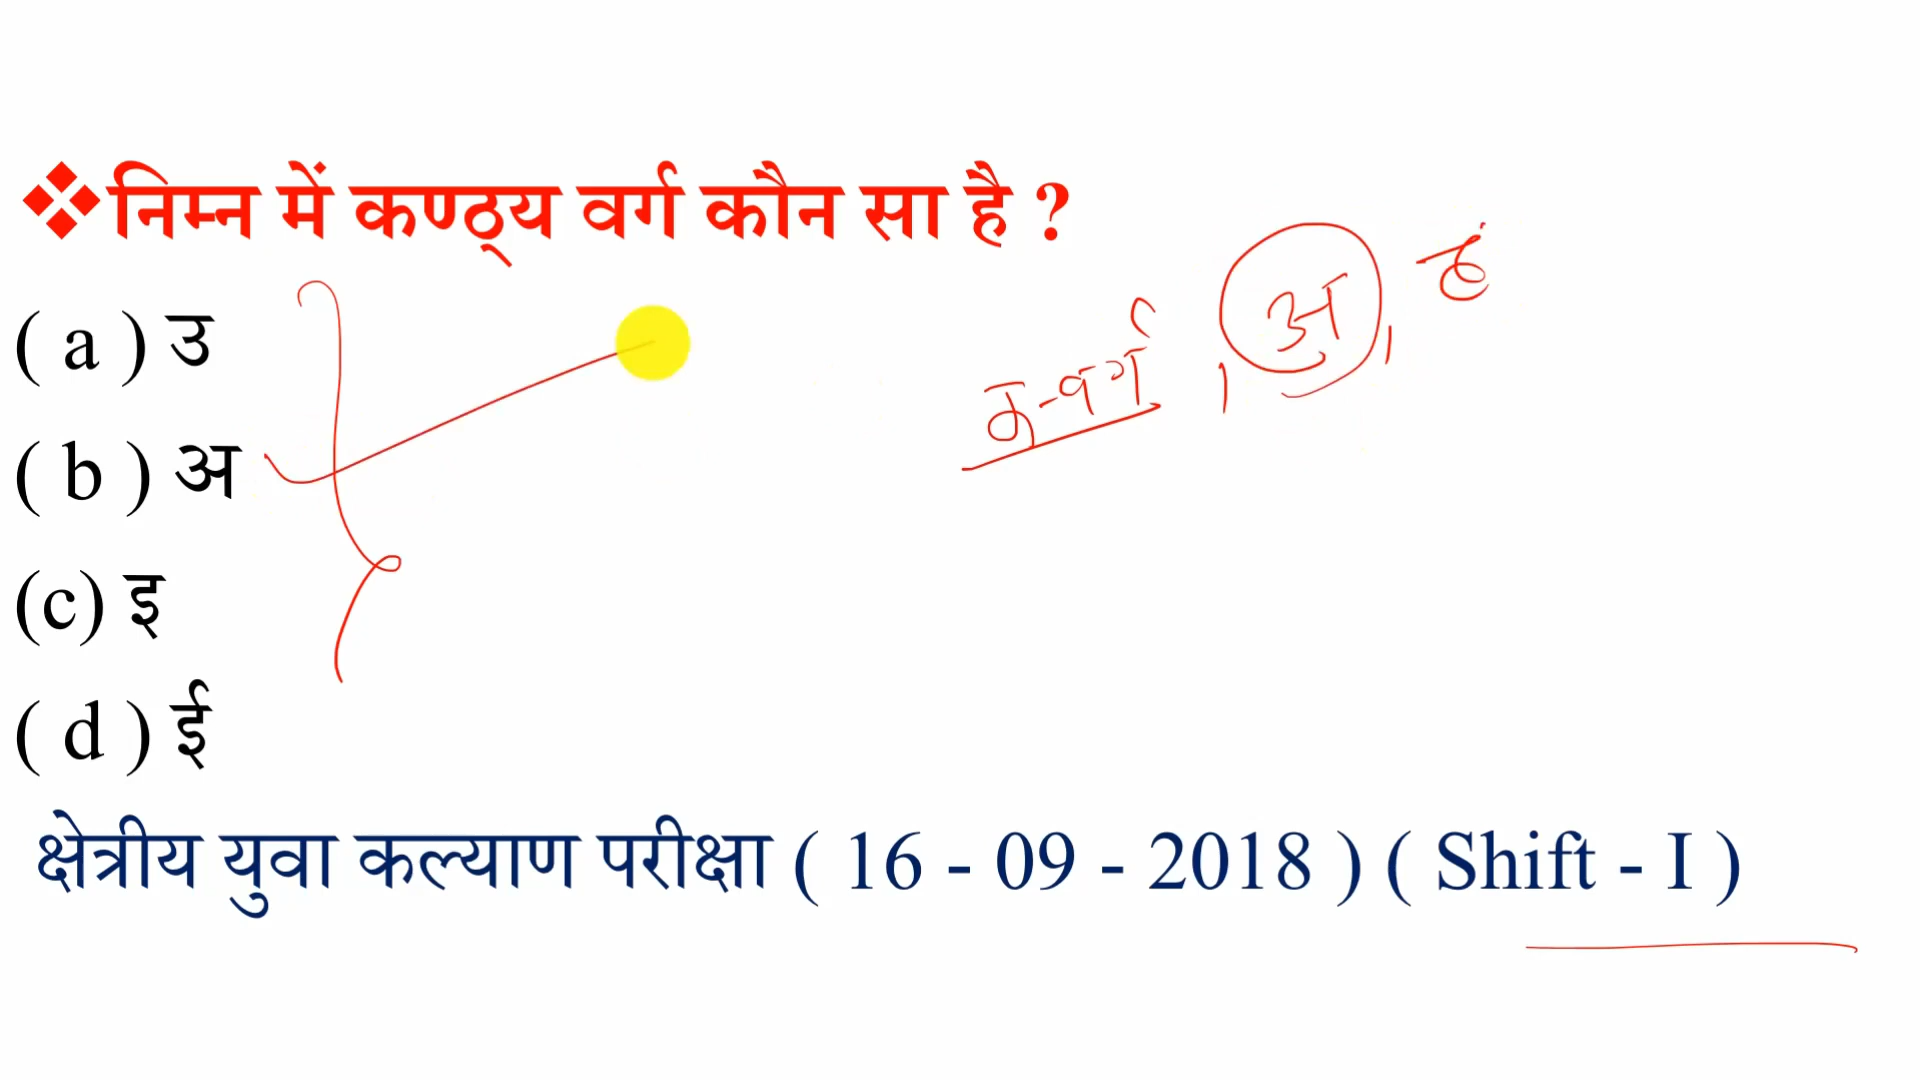 ❖निम्न में कण्ठ्य वर्ग कौन सा है ?
क-वर्ग , अ , ह
( a ) उ
( b ) अ
(c) इ
( d ) ई
क्षेत्रीय युवा कल्याण परीक्षा ( 16 - 09 - 2018 ) ( Shift - I )